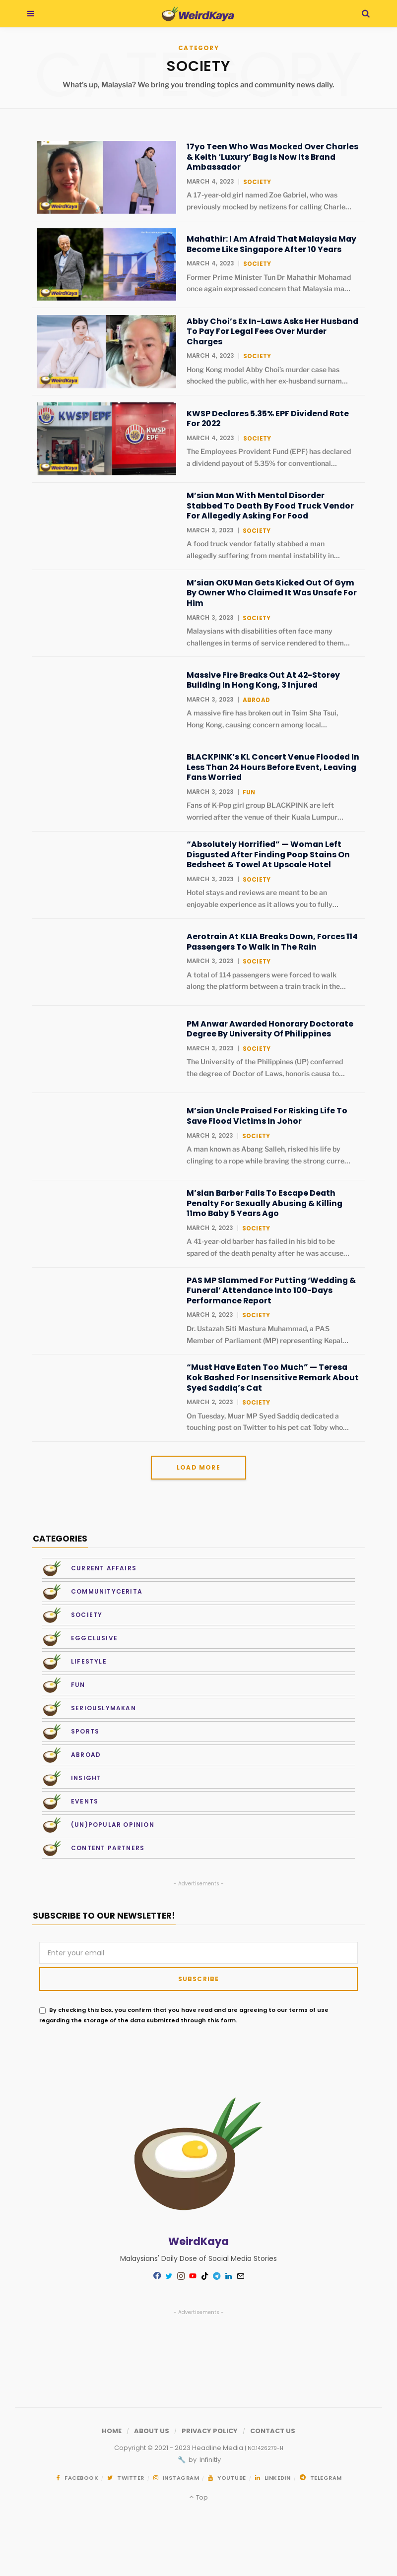 WeirdKaya
CATEGORY
CATEGORY
SOCIETY
What's up, Malaysia? We bring you trending topics and community news daily.
WeirdKaya
17yo Teen Who Was Mocked Over Charles
& Keith ‘Luxury’ Bag Is Now Its Brand
Ambassador
MARCH 4, 2023 | SOCIETY
A 17-year-old girl named Zoe Gabriel, who was
previously mocked by netizens for calling Charle...
WeirdKaya
Mahathir: I Am Afraid That Malaysia May
Become Like Singapore After 10 Years
MARCH 4, 2023 | SOCIETY
Former Prime Minister Tun Dr Mahathir Mohamad
once again expressed concern that Malaysia ma...
WeirdKaya
Abby Choi’s Ex In-Laws Asks Her Husband
To Pay For Legal Fees Over Murder
Charges
MARCH 4, 2023 | SOCIETY
Hong Kong model Abby Choi’s murder case has
shocked the public, with her ex-husband surnam...
KWSP EPF
KWSP
EPF
WeirdKaya
KWSP Declares 5.35% EPF Dividend Rate
For 2022
MARCH 4, 2023 | SOCIETY
The Employees Provident Fund (EPF) has declared
a dividend payout of 5.35% for conventional...
M’sian Man With Mental Disorder
Stabbed To Death By Food Truck Vendor
For Allegedly Asking For Food
MARCH 3, 2023 | SOCIETY
A food truck vendor fatally stabbed a man
allegedly suffering from mental instability in...
M’sian OKU Man Gets Kicked Out Of Gym
By Owner Who Claimed It Was Unsafe For
Him
MARCH 3, 2023 | SOCIETY
Malaysians with disabilities often face many
challenges in terms of service rendered to them...
Massive Fire Breaks Out At 42-Storey
Building In Hong Kong, 3 Injured
MARCH 3, 2023 | ABROAD
A massive fire has broken out in Tsim Sha Tsui,
Hong Kong, causing concern among local...
BLACKPINK’s KL Concert Venue Flooded In
Less Than 24 Hours Before Event, Leaving
Fans Worried
MARCH 3, 2023 | FUN
Fans of K-Pop girl group BLACKPINK are left
worried after the venue of their Kuala Lumpur...
“Absolutely Horrified” — Woman Left
Disgusted After Finding Poop Stains On
Bedsheet & Towel At Upscale Hotel
MARCH 3, 2023 | SOCIETY
Hotel stays and reviews are meant to be an
enjoyable experience as it allows you to fully...
Aerotrain At KLIA Breaks Down, Forces 114
Passengers To Walk In The Rain
MARCH 3, 2023 | SOCIETY
A total of 114 passengers were forced to walk
along the platform between a train track in the...
PM Anwar Awarded Honorary Doctorate
Degree By University Of Philippines
MARCH 3, 2023 | SOCIETY
The University of the Philippines (UP) conferred
the degree of Doctor of Laws, honoris causa to...
M’sian Uncle Praised For Risking Life To
Save Flood Victims In Johor
MARCH 2, 2023 | SOCIETY
A man known as Abang Salleh, risked his life by
clinging to a rope while braving the strong curre...
M’sian Barber Fails To Escape Death
Penalty For Sexually Abusing & Killing
11mo Baby 5 Years Ago
MARCH 2, 2023 | SOCIETY
A 41-year-old barber has failed in his bid to be
spared of the death penalty after he was accuse...
PAS MP Slammed For Putting ‘Wedding &
Funeral’ Attendance Into 100-Days
Performance Report
MARCH 2, 2023 | SOCIETY
Dr. Ustazah Siti Mastura Muhammad, a PAS
Member of Parliament (MP) representing Kepal...
“Must Have Eaten Too Much” — Teresa
Kok Bashed For Insensitive Remark About
Syed Saddiq’s Cat
MARCH 2, 2023 | SOCIETY
On Tuesday, Muar MP Syed Saddiq dedicated a
touching post on Twitter to his pet cat Toby who...
LOAD MORE
CATEGORIES
CURRENT AFFAIRS
COMMUNITYCERITA
SOCIETY
EGGCLUSIVE
LIFESTYLE
FUN
SERIOUSLYMAKAN
SPORTS
ABROAD
INSIGHT
EVENTS
(UN)POPULAR OPINION
CONTENT PARTNERS
- Advertisements -
SUBSCRIBE TO OUR NEWSLETTER!
Enter your email
SUBSCRIBE
By checking this box, you confirm that you have read and are agreeing to our terms of use
regarding the storage of the data submitted through this form.
WeirdKaya
Malaysians' Daily Dose of Social Media Stories
- Advertisements -
HOME / ABOUT US / PRIVACY POLICY / CONTACT US
Copyright © 2021 - 2023 Headline Media | NO.1426279-H
by Infinitly
FACEBOOK / TWITTER / INSTAGRAM / YOUTUBE / LINKEDIN / TELEGRAM
Top